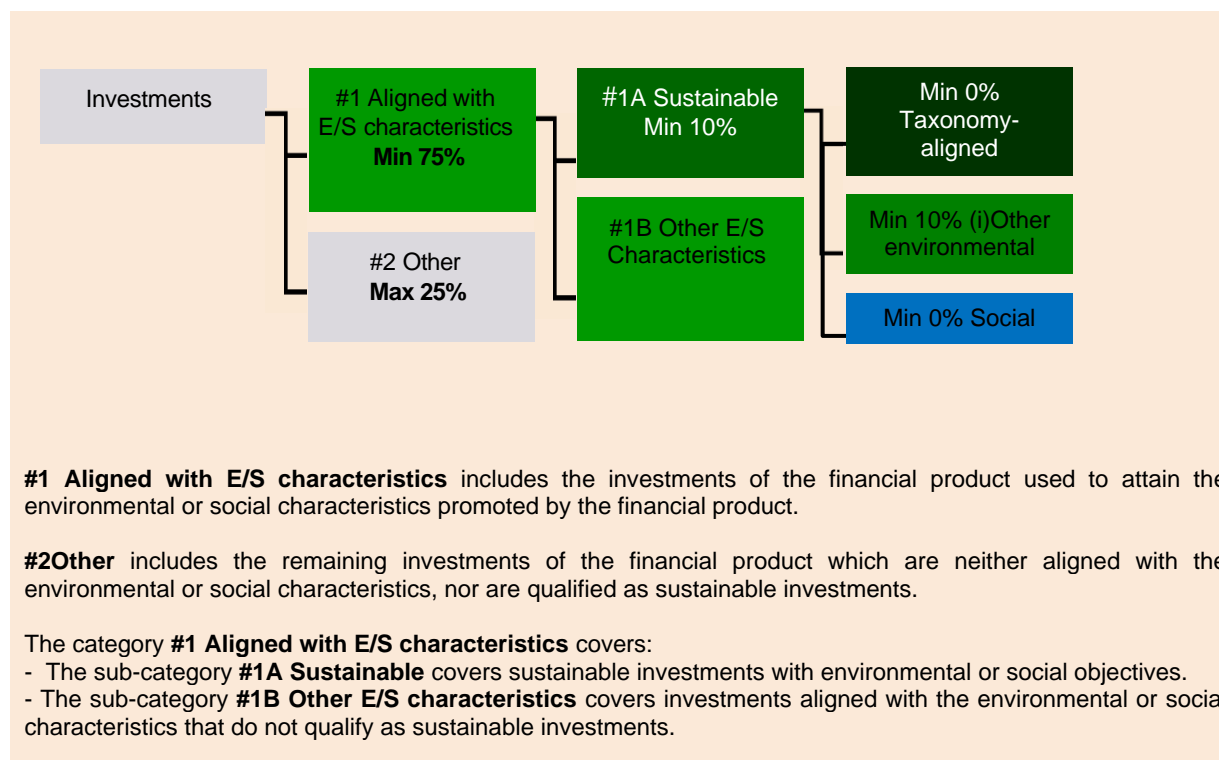 Investments
#1 Aligned with
E/S characteristics
Min 75%
#2 Other
Max 25%
#1A Sustainable
Min 10%
#1B Other E/S
Characteristics
Min 0%
Taxonomy-
aligned
Min 10% (i)Other
environmental
Min 0% Social
#1 Aligned with E/S characteristics includes the investments of the financial product used to attain the
environmental or social characteristics promoted by the financial product.
#2Other includes the remaining investments of the financial product which are neither aligned with the
environmental or social characteristics, nor are qualified as sustainable investments.
The category #1 Aligned with E/S characteristics covers:
- The sub-category #1A Sustainable covers sustainable investments with environmental or social objectives.
- The sub-category #1B Other E/S characteristics covers investments aligned with the environmental or social
characteristics that do not qualify as sustainable investments.